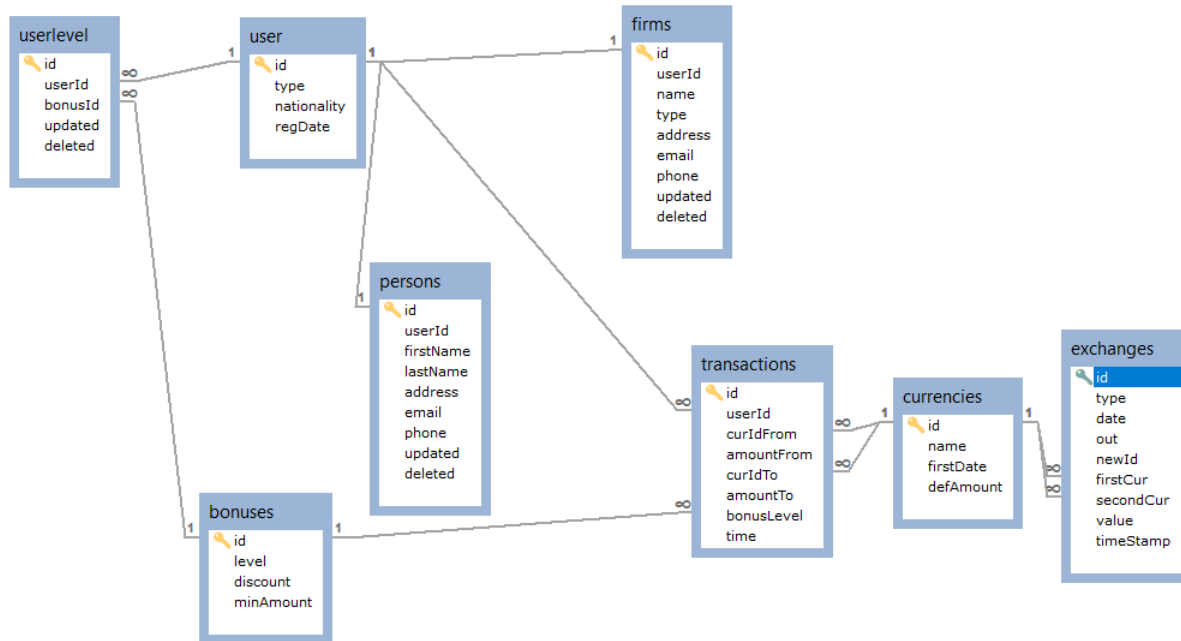 userlevel
id
userId
bonusId
updated
deleted
user
id
type
nationality
regDate
firms
id
userId
name
type
address
email
phone
updated
deleted
persons
id
userId
firstName
lastName
address
email
phone
updated
deleted
transactions
id
userId
curIdFrom
amountFrom
curIdTo
amountTo
bonusLevel
time
currencies
id
name
firstDate
defAmount
exchanges
id
type
date
out
newId
firstCur
secondCur
value
timeStamp
bonuses
id
level
discount
minAmount
∞
1
∞
1
1
1
1
∞
∞
1
1
∞
∞
∞
∞
1
1
∞